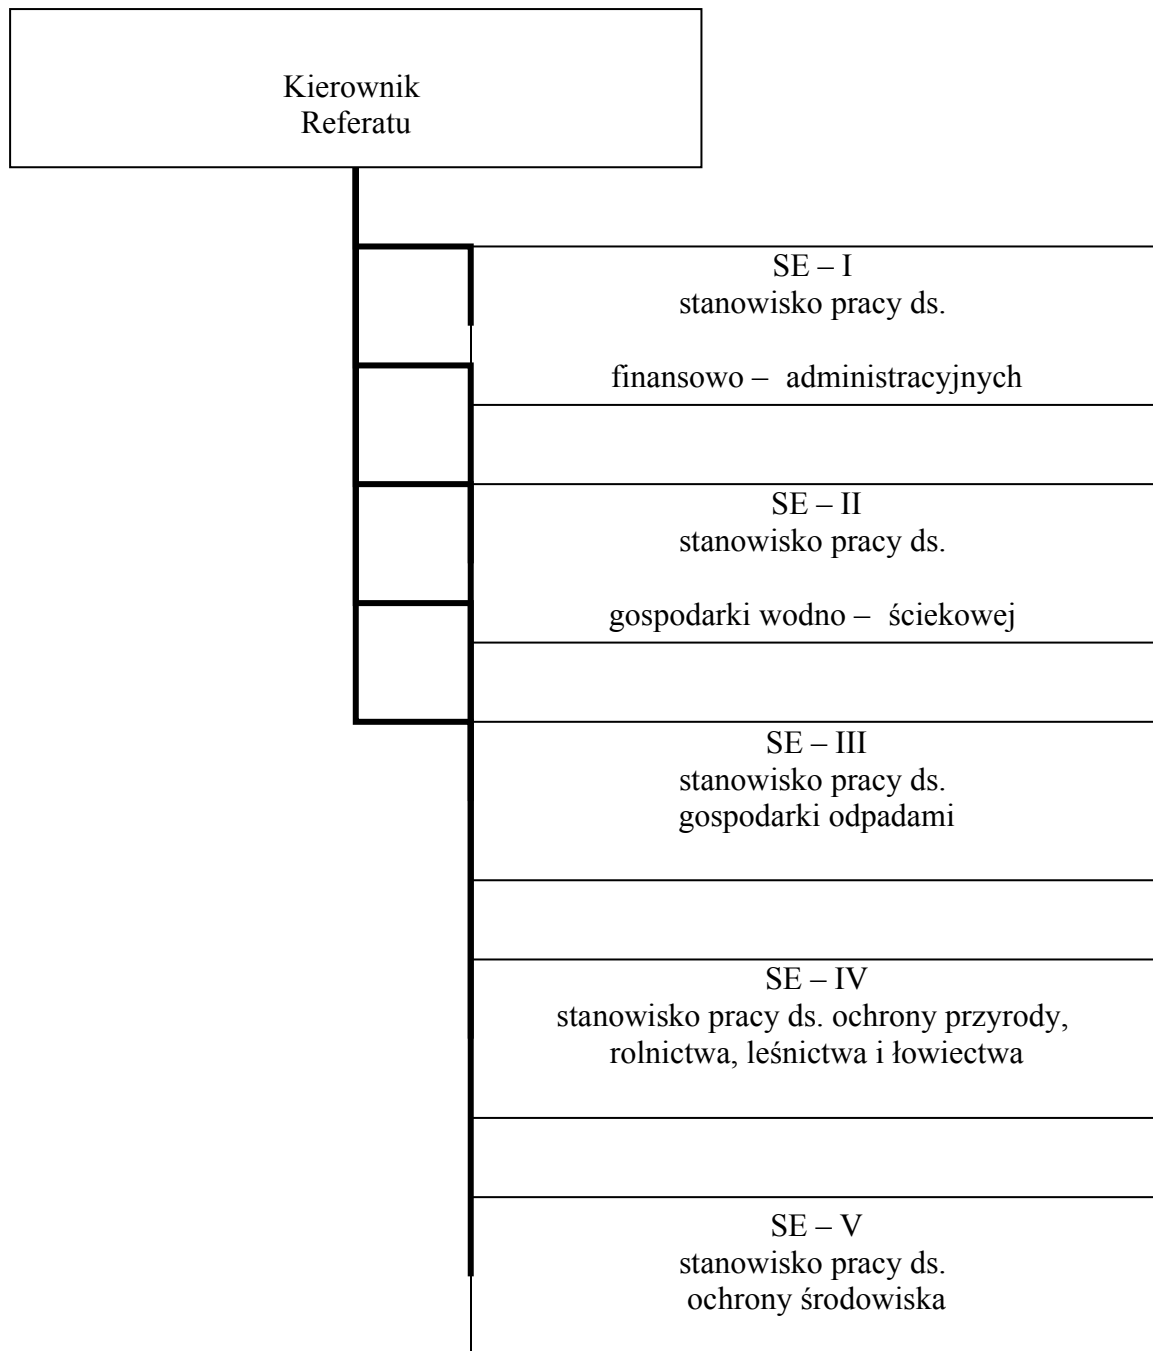 Kierownik
Referatu
SE – I
stanowisko pracy ds.
finansowo – administracyjnych
SE – II
stanowisko pracy ds.
gospodarki wodno – ściekowej
SE – III
stanowisko pracy ds.
gospodarki odpadami
SE – IV
stanowisko pracy ds. ochrony przyrody,
rolnictwa, leśnictwa i łowiectwa
SE – V
stanowisko pracy ds.
ochrony środowiska